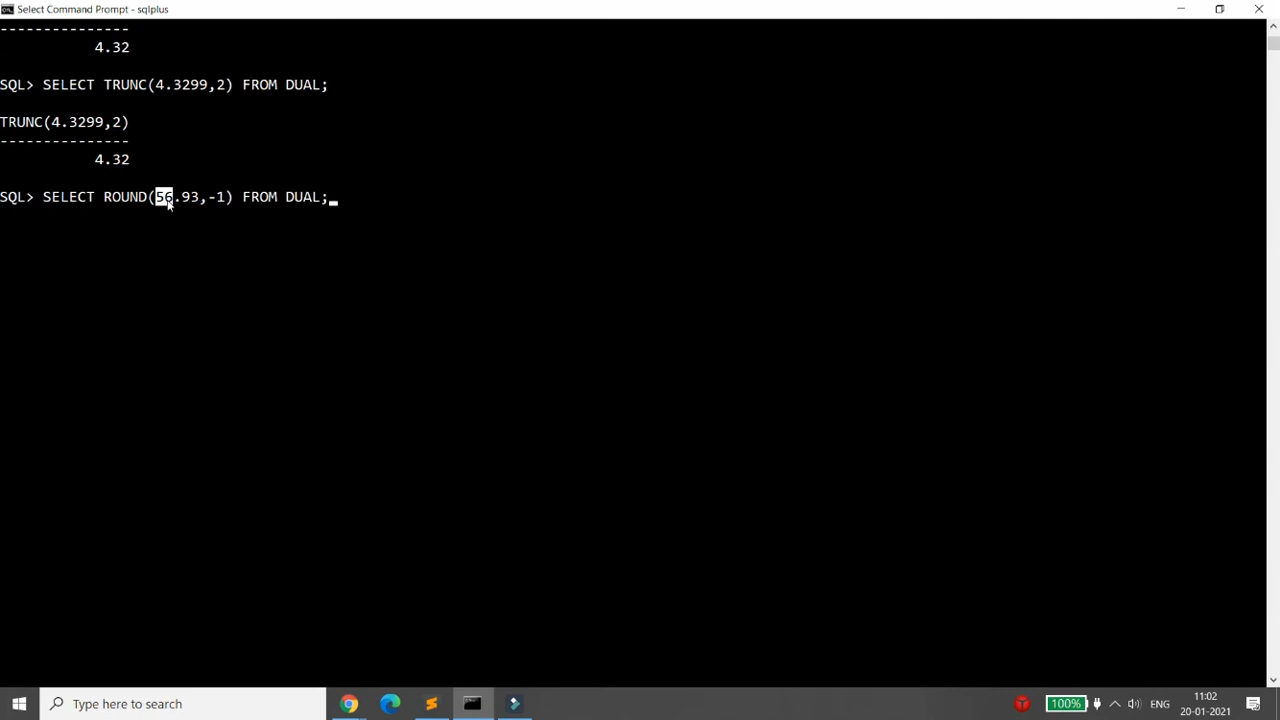 Select Command Prompt - sqlplus
---------------
4.32
SQL> SELECT TRUNC(4.3299,2) FROM DUAL;
TRUNC(4.3299,2)
---------------
4.32
SQL> SELECT ROUND(56.93,-1) FROM DUAL;
Type here to search
100%
ENG
11:02
20-01-2021